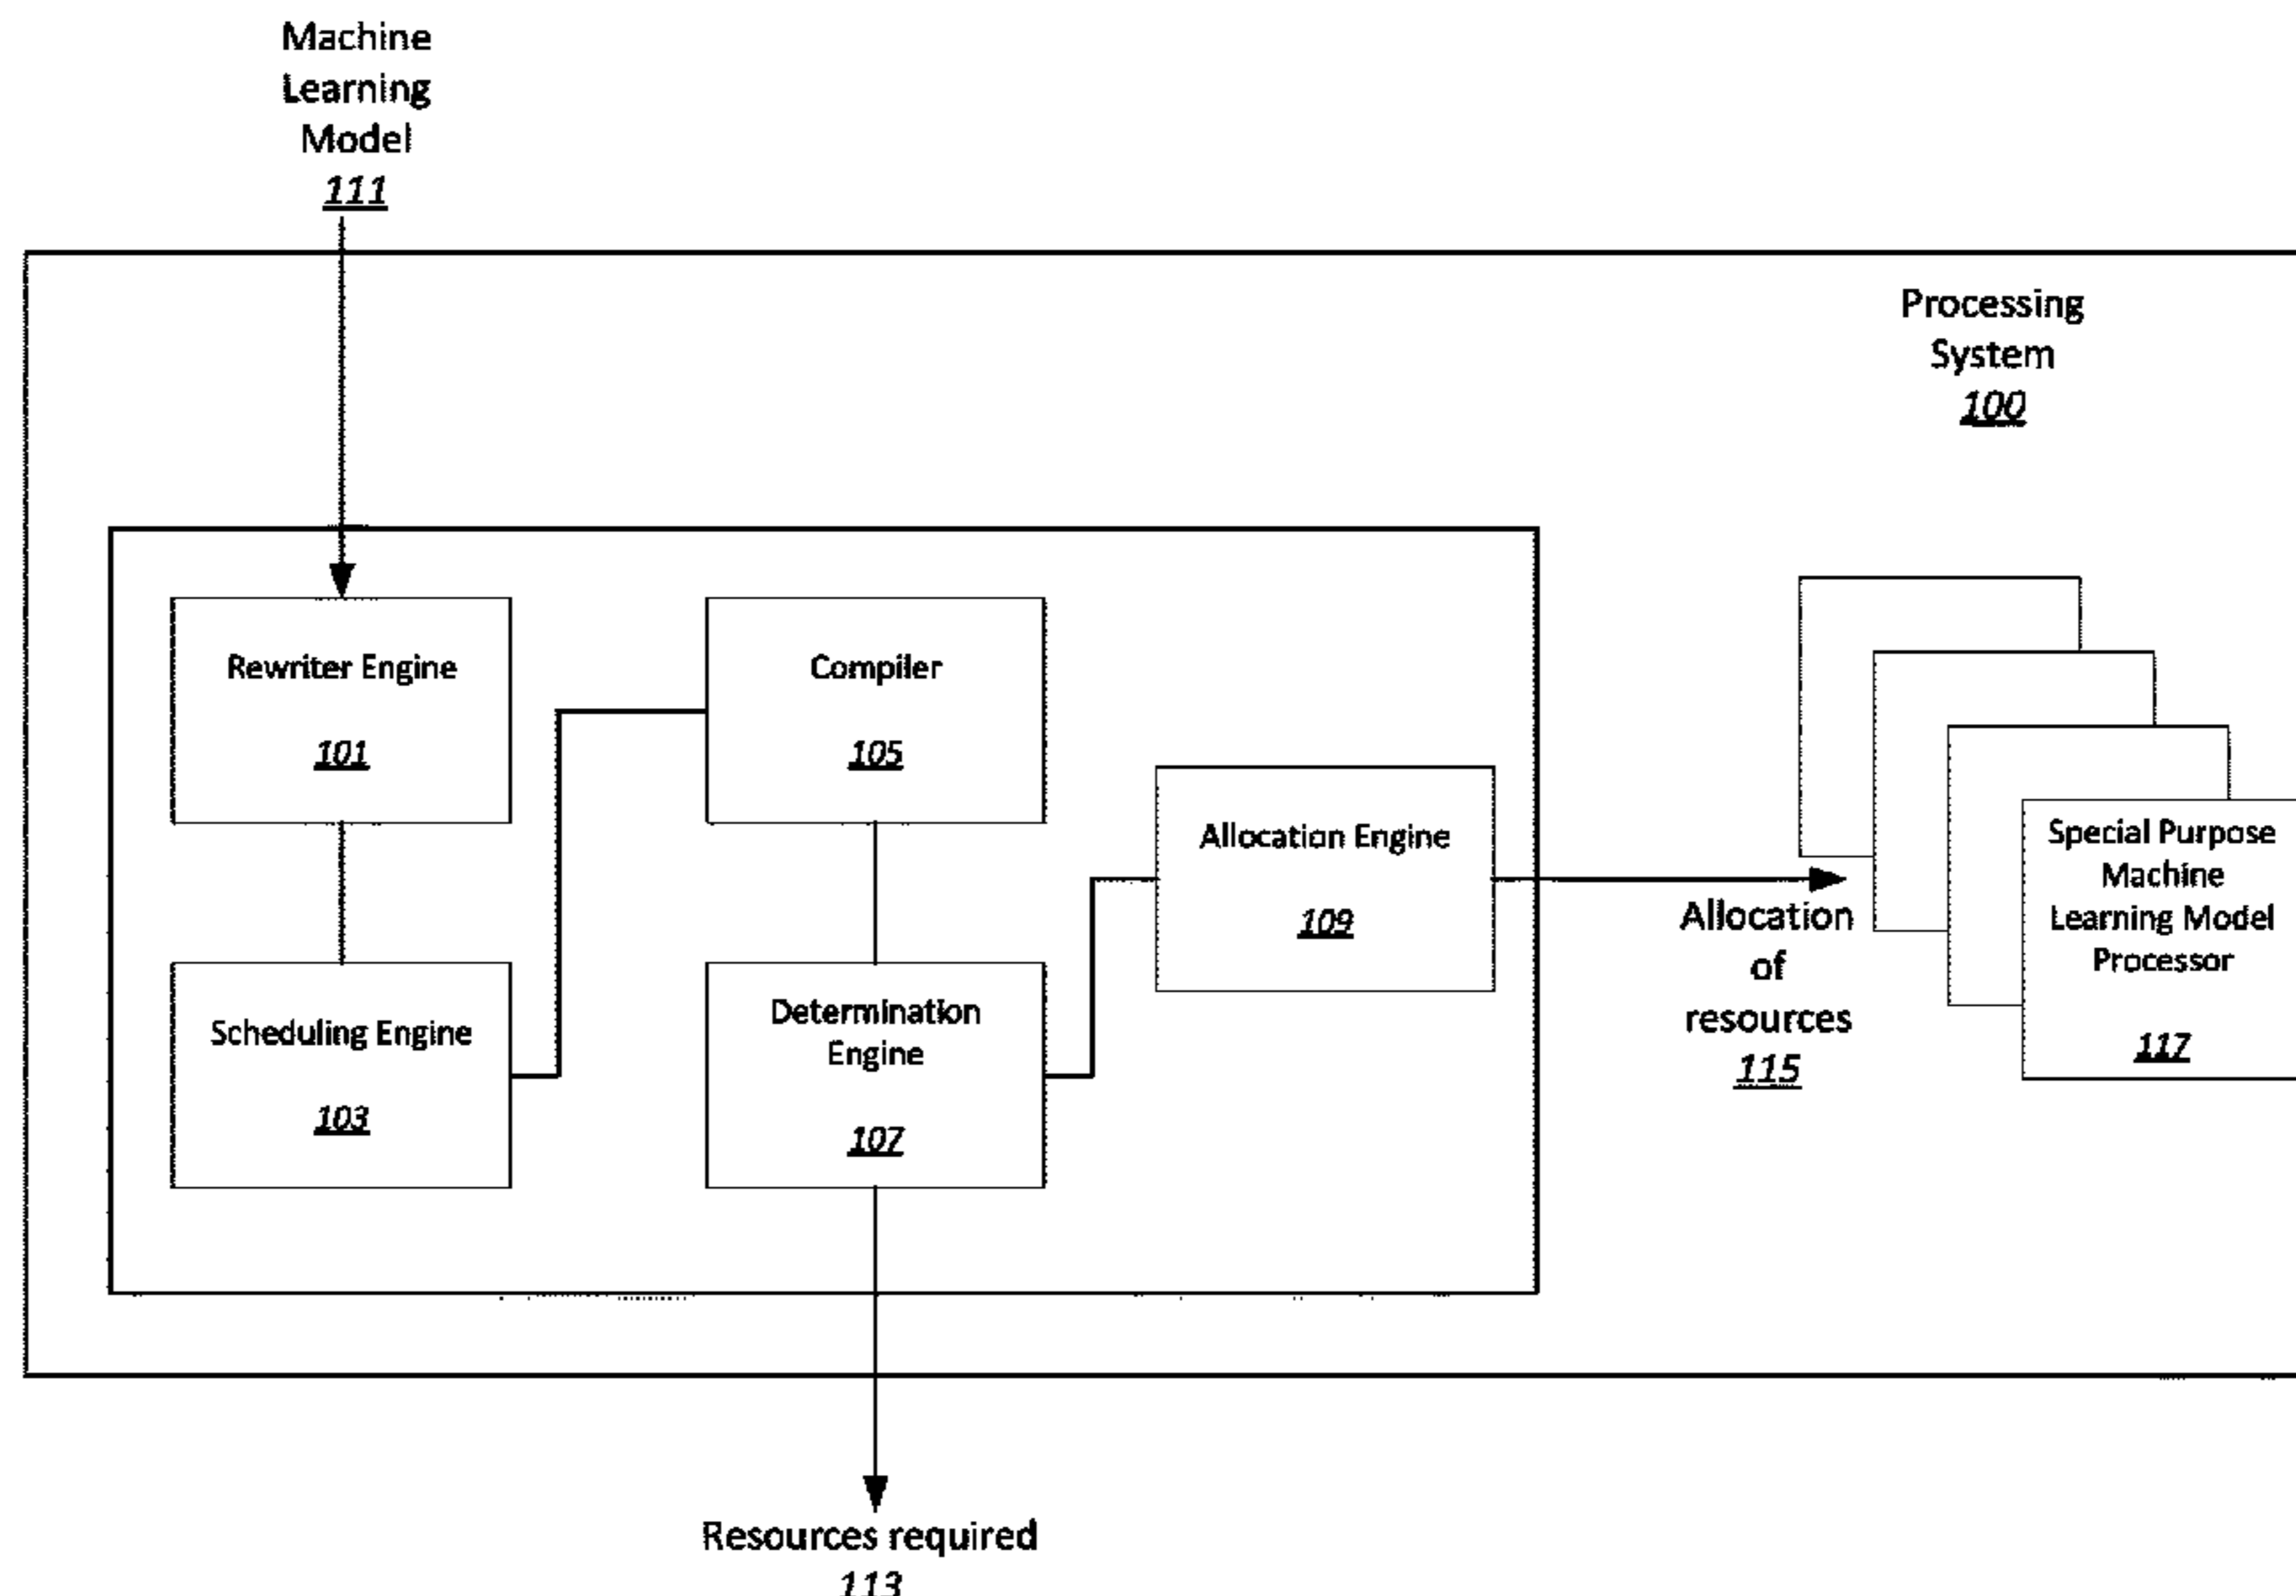 Machine
Learning
Model
111
Processing
System
100
Rewriter Engine
101
Compiler
105
Allocation Engine
109
Scheduling Engine
103
Determination
Engine
107
Allocation
of
resources
115
Special Purpose
Machine
Learning Model
Processor
117
Resources required
113